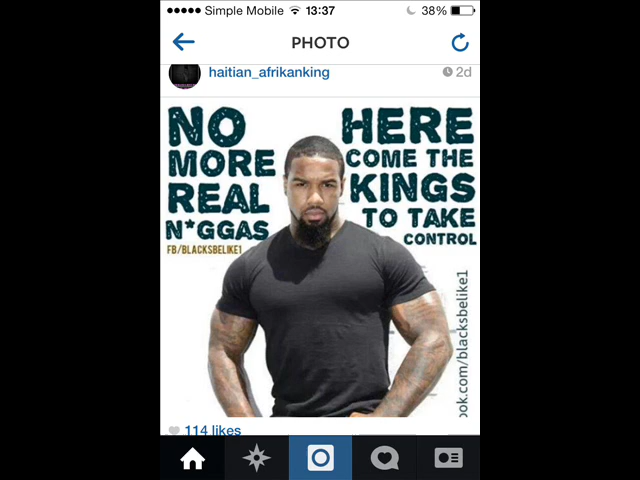 Simple Mobile 13:37 38%
PHOTO
haitian_afrikanking 2d
NO
MORE
REAL
N*GGAS
FB/BLACKSBELIKE1
HERE
COME THE
KINGS
TO TAKE
CONTROL
ook.com/blacksbelike1
114 likes